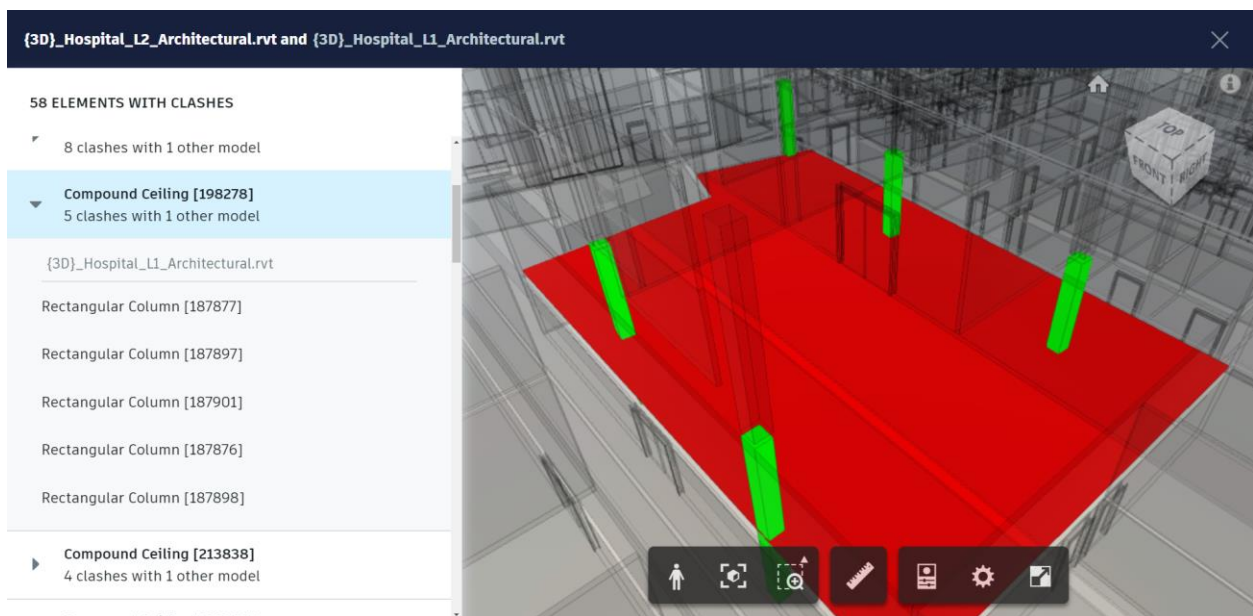 {3D}_Hospital_L2_Architectural.rvt and {3D}_Hospital_L1_Architectural.rvt
58 ELEMENTS WITH CLASHES
8 clashes with 1 other model
Compound Ceiling [198278]
5 clashes with 1 other model
{3D}_Hospital_L1_Architectural.rvt
Rectangular Column [187877]
Rectangular Column [187897]
Rectangular Column [187901]
Rectangular Column [187876]
Rectangular Column [187898]
Compound Ceiling [213838]
4 clashes with 1 other model
TOP
FRONT
RIGHT